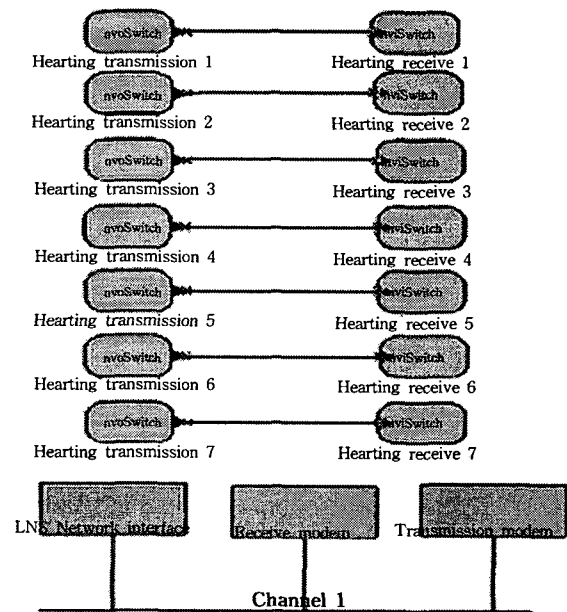 nvoSwitch nviSwitch
Hearting transmission 1 Hearting receive 1
nvoSwitch nviSwitch
Hearting transmission 2 Hearting receive 2
nvoSwitch nviSwitch
Hearting transmission 3 Hearting receive 3
nvoSwitch nviSwitch
Hearting transmission 4 Hearting receive 4
nvoSwitch nviSwitch
Hearting transmission 5 Hearting receive 5
nvoSwitch nviSwitch
Hearting transmission 6 Hearting receive 6
nvoSwitch nviSwitch
Hearting transmission 7 Hearting receive 7
LNS Network interface Receive modem Transmission modem
Channel 1